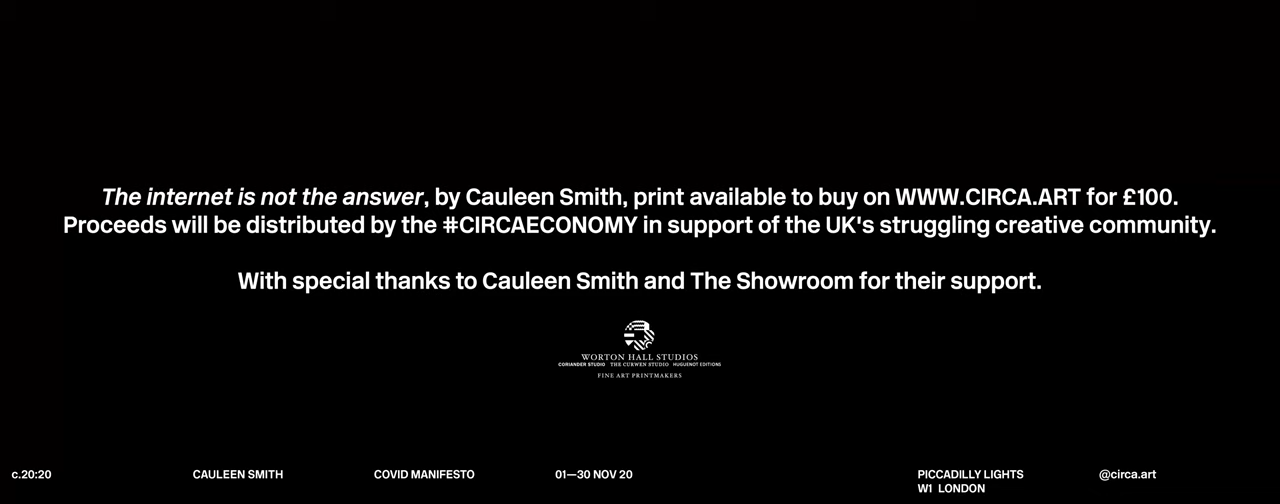 The internet is not the answer, by Cauleen Smith, print available to buy on WWW.CIRCA.ART for £100.
Proceeds will be distributed by the #CIRCAECONOMY in support of the UK's struggling creative community.
With special thanks to Cauleen Smith and The Showroom for their support.
WORTON HALL STUDIOS
CORIANDER STUDIO THE CURWEN STUDIO HUGUENOT EDITIONS
FINE ART PRINTMAKERS
c.20:20 CAULEEN SMITH COVID MANIFESTO 01—30 NOV 20 PICCADILLY LIGHTS @circa.art
W1 LONDON